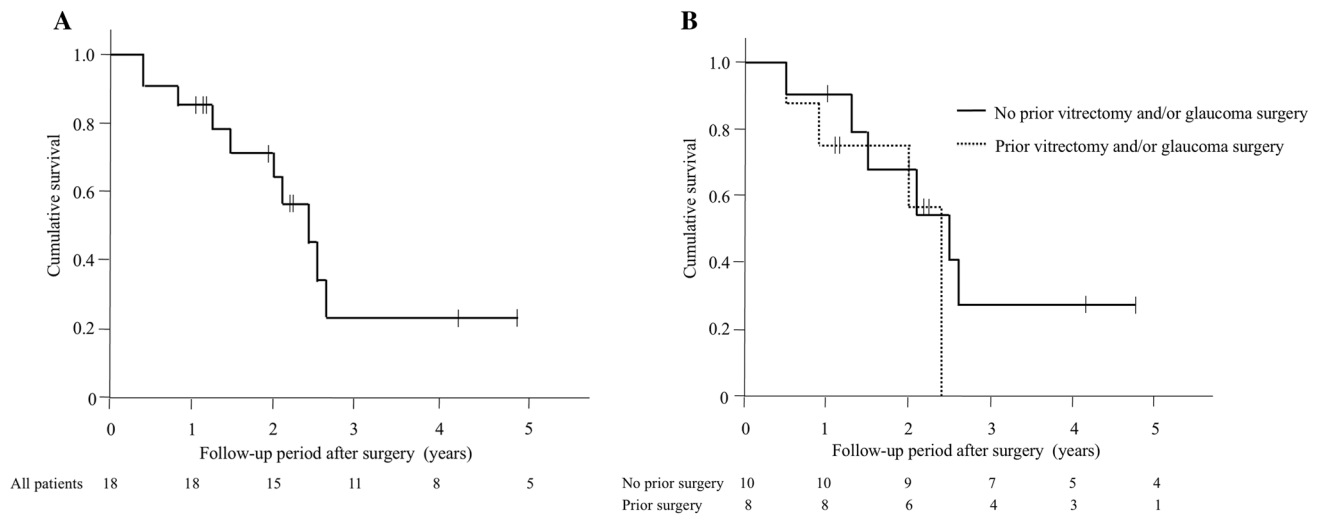 A
Cumulative survival
1.0
0.8
0.6
0.4
0.2
0
0 1 2 3 4 5
Follow-up period after surgery (years)
All patients 18 18 15 11 8 5
B
Cumulative survival
1.0
0.8
0.6
0.4
0.2
0
No prior vitrectomy and/or glaucoma surgery
Prior vitrectomy and/or glaucoma surgery
0 1 2 3 4 5
Follow-up period after surgery (years)
No prior surgery 10 10 9 7 5 4
Prior surgery 8 8 6 4 3 1